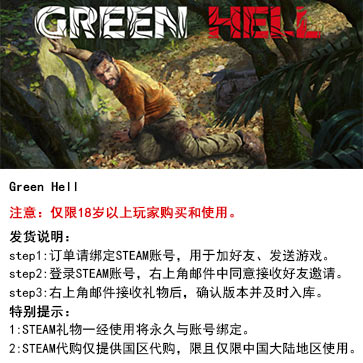 GREEN HELL
Green Hell
注意：仅限18岁以上玩家购买和使用。
发货说明：
step1:订单请绑定STEAM账号，用于加好友、发送游戏。
step2:登录STEAM账号，右上角邮件中同意接收好友邀请。
step3:右上角邮件接收礼物后，确认版本并及时入库。
特别提示：
1:STEAM礼物一经使用将永久与账号绑定。
2:STEAM代购仅提供国区代购，限且仅限中国大陆地区使用。